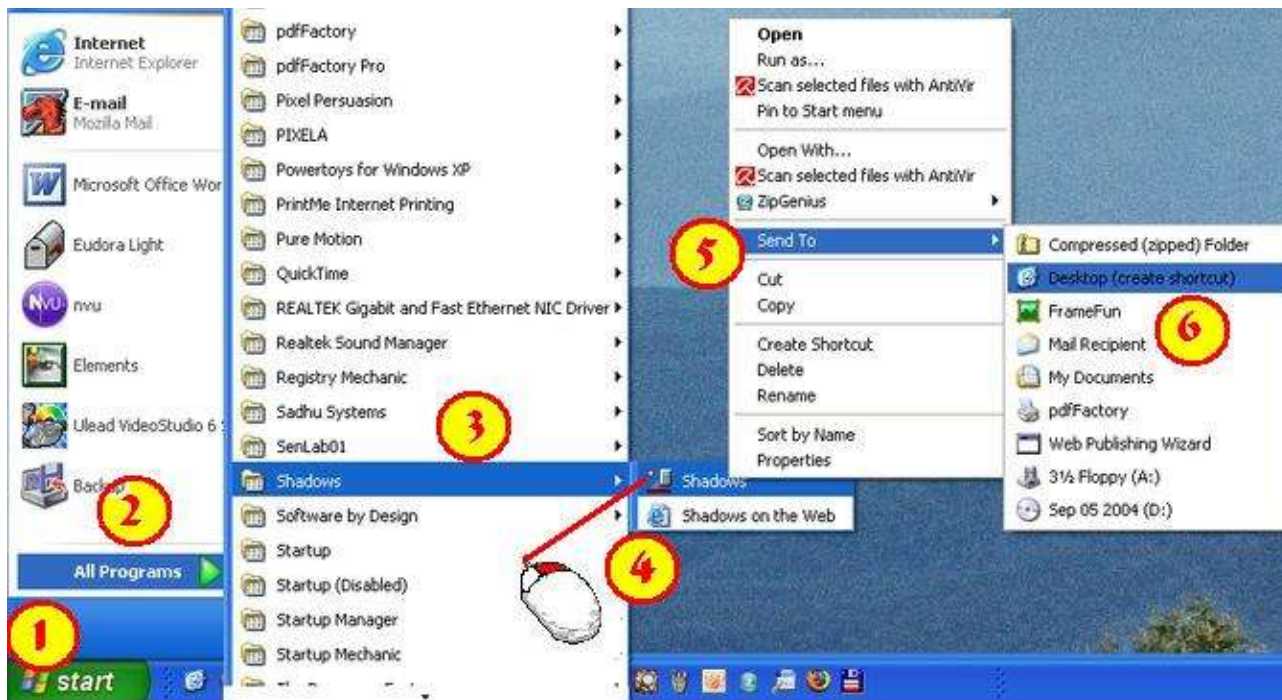 Internet
Internet Explorer
E-mail
Mozilla Mail
Microsoft Office Wor
Eudora Light
nvu
Elements
Ulead VideoStudio 6
Backup
2
All Programs
1
start
pdfFactory
pdfFactory Pro
Pixel Persuasion
PIXELA
Powertoys for Windows XP
PrintMe Internet Printing
Pure Motion
QuickTime
REALTEK Gigabit and Fast Ethernet NIC Driver
Realtek Sound Manager
Registry Mechanic
Sadhu Systems
3
SenLab01
Shadows
Software by Design
Startup
Startup (Disabled)
Startup Manager
Startup Mechanic
Shadows
Shadows on the Web
4
Open
Run as...
Scan selected files with AntiVir
Pin to Start menu
Open With...
Scan selected files with AntiVir
ZipGenius
5
Send To
Cut
Copy
Create Shortcut
Delete
Rename
Sort by Name
Properties
Compressed (zipped) Folder
Desktop (create shortcut)
FrameFun
6
Mail Recipient
My Documents
pdfFactory
Web Publishing Wizard
3½ Floppy (A:)
Sep 05 2004 (D:)